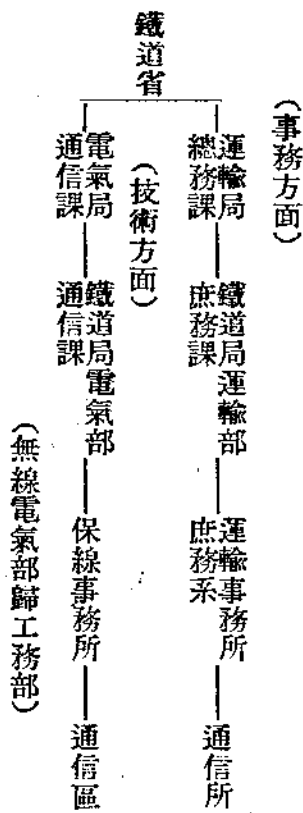 (事務方面)
鐵道省
運輸局
總務課
鐵道局運輸部
庶務課
運輸事務所
庶務系
通信所
(技術方面)
電氣局
通信課
鐵道局電氣部
通信課
保線事務所
通信區
(無線電氣部歸工務部)